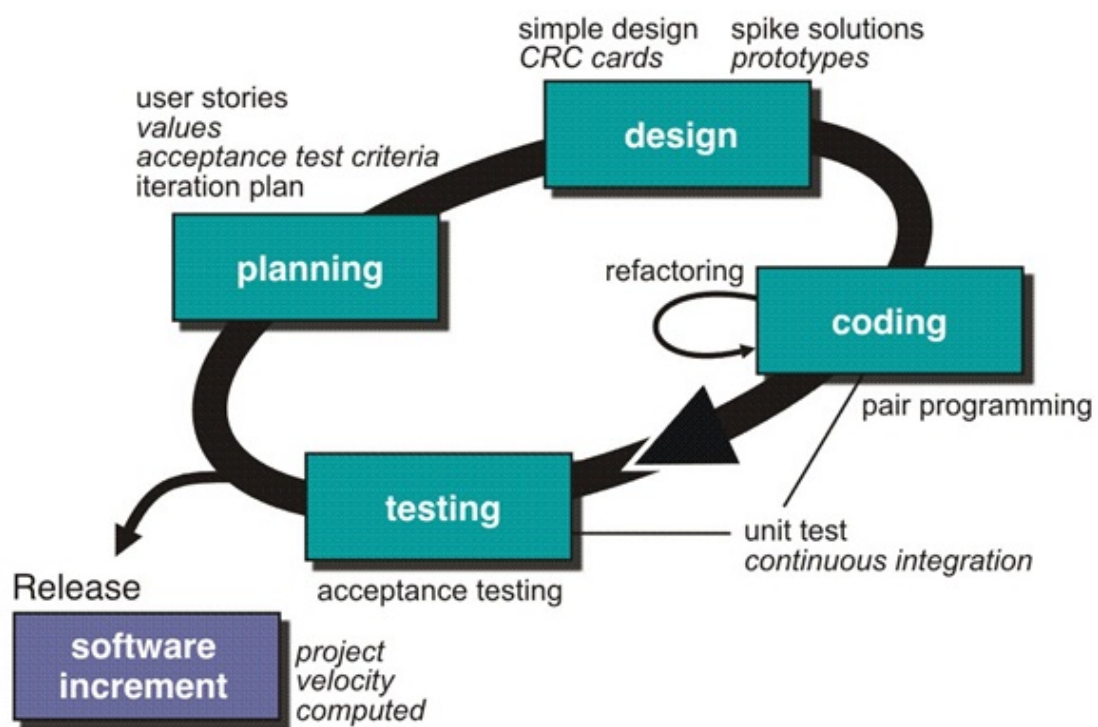 simple design
CRC cards
spike solutions
prototypes
design
user stories
values
acceptance test criteria
iteration plan
planning
refactoring
coding
pair programming
testing
unit test
continuous integration
acceptance testing
Release
software
increment
project
velocity
computed